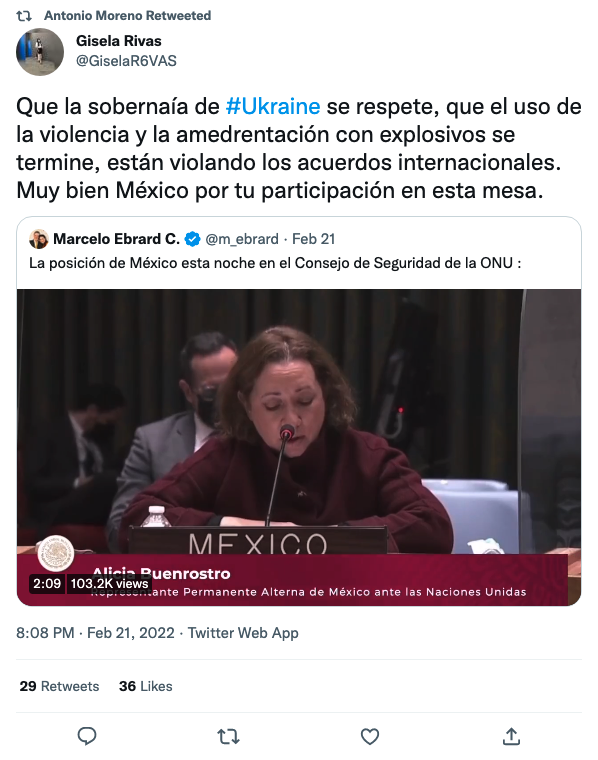 Antonio Moreno Retweeted
Gisela Rivas
@GiselaR6VAS
Que la sobernaía de #Ukraine se respete, que el uso de
la violencia y la amedrentación con explosivos se
termine, están violando los acuerdos internacionales.
Muy bien México por tu participación en esta mesa.
Marcelo Ebrard C. @m_ebrard · Feb 21
La posición de México esta noche en el Consejo de Seguridad de la ONU :
MEXICO
Alicia Buenrostro
2:09 103.2K views
Representante Permanente Alterna de México ante las Naciones Unidas
8:08 PM · Feb 21, 2022 · Twitter Web App
29 Retweets 36 Likes